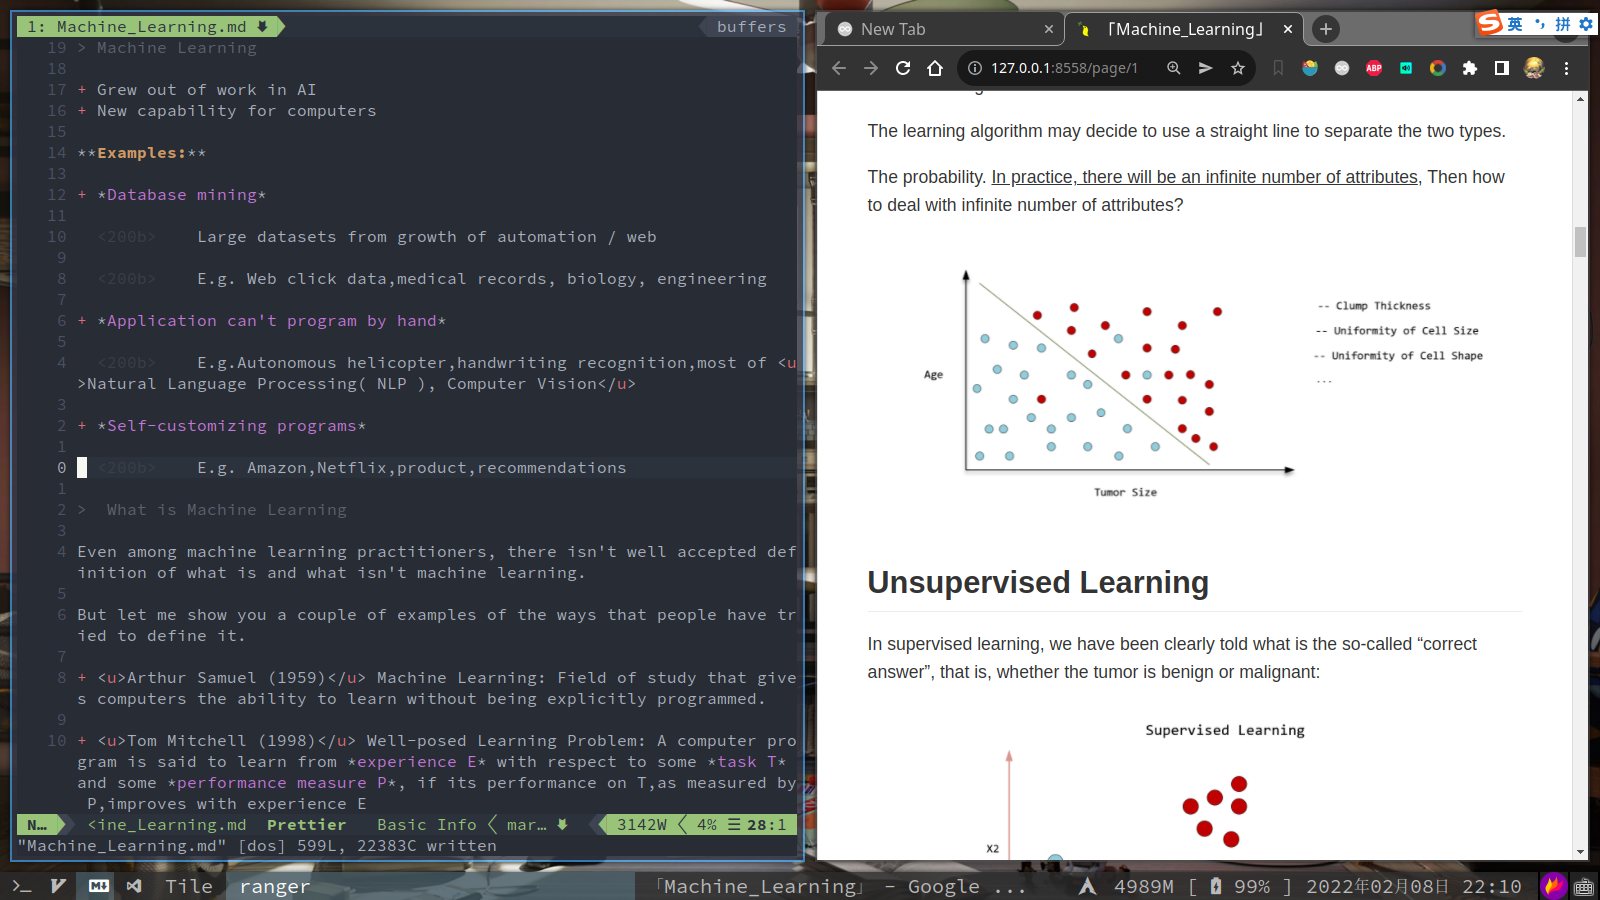 1: Machine_Learning.md
buffers
19 > Machine Learning
18
17 + Grew out of work in AI
16 + New capability for computers
15
14 **Examples:**
13
12 + *Database mining*
11
10 <200b> Large datasets from growth of automation / web
9
8 <200b> E.g. Web click data,medical records, biology, engineering
7
6 + *Application can't program by hand*
5
4 <200b> E.g.Autonomous helicopter,handwriting recognition,most of <u
>Natural Language Processing( NLP ), Computer Vision</u>
3
2 + *Self-customizing programs*
1
0 <200b> E.g. Amazon,Netflix,product,recommendations
1
2 > What is Machine Learning
3
4 Even among machine learning practitioners, there isn't well accepted def
inition of what is and what isn't machine learning.
5
6 But let me show you a couple of examples of the ways that people have tr
ied to define it.
7
8 + <u>Arthur Samuel (1959)</u> Machine Learning: Field of study that give
s computers the ability to learn without being explicitly programmed.
9
10 + <u>Tom Mitchell (1998)</u> Well-posed Learning Problem: A computer pro
gram is said to learn from *experience E* with respect to some *task T*
and some *performance measure P*, if its performance on T,as measured by
P,improves with experience E
N… <ine_Learning.md Prettier Basic Info mar… 3142W 4% ☰ 28:1
"Machine_Learning.md" [dos] 599L, 22383C written
New Tab
「Machine_Learning」
英 拼
127.0.0.1:8558/page/1
ABP
The learning algorithm may decide to use a straight line to separate the two types.
The probability. In practice, there will be an infinite number of attributes, Then how
to deal with infinite number of attributes?
-- Clump Thickness
-- Uniformity of Cell Size
-- Uniformity of Cell Shape
...
Age
Tumor Size
Unsupervised Learning
In supervised learning, we have been clearly told what is the so-called “correct
answer”, that is, whether the tumor is benign or malignant:
Supervised Learning
X2
Tile ranger 「Machine_Learning」 - Google ... 4989M [ 99% ] 2022年02月08日 22:10